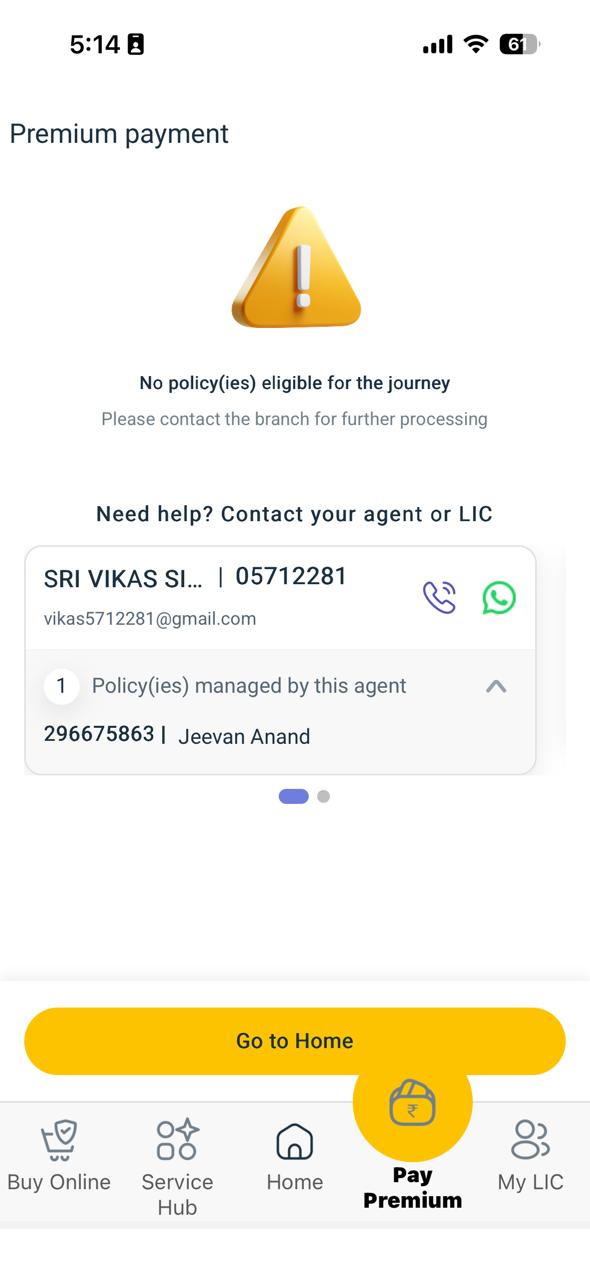 5:14
61
Premium payment
No policy(ies) eligible for the journey
Please contact the branch for further processing
Need help? Contact your agent or LIC
SRI VIKAS SI... | 05712281
vikas5712281@gmail.com
1 Policy(ies) managed by this agent
296675863 | Jeevan Anand
Go to Home
₹
Buy Online
Service
Hub
Home
Pay
Premium
My LIC